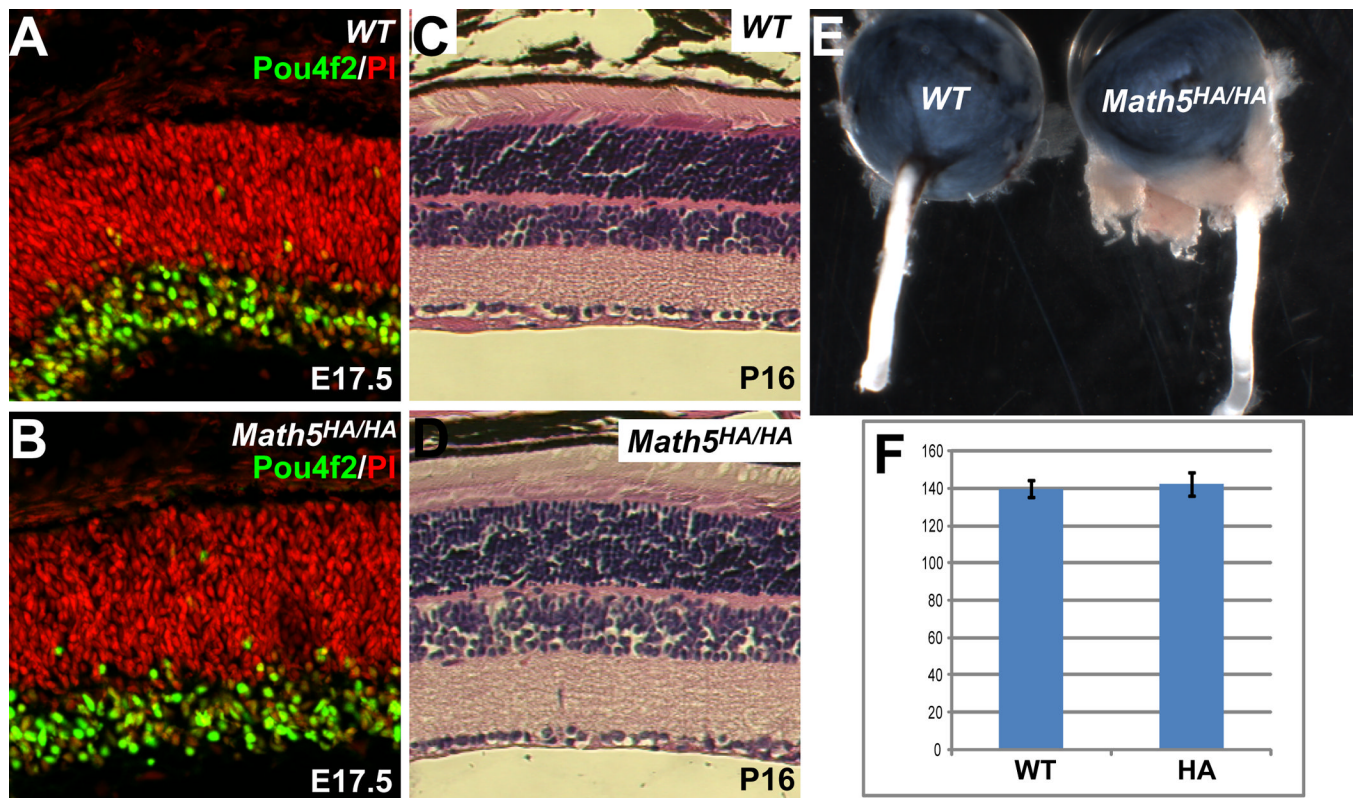 A
WT
Pou4f2/PI
E17.5
B
Math5HA/HA
Pou4f2/PI
E17.5
C
WT
P16
D
Math5HA/HA
P16
E
WT
Math5HA/HA
F
160
140
120
100
80
60
40
20
0
WT
HA